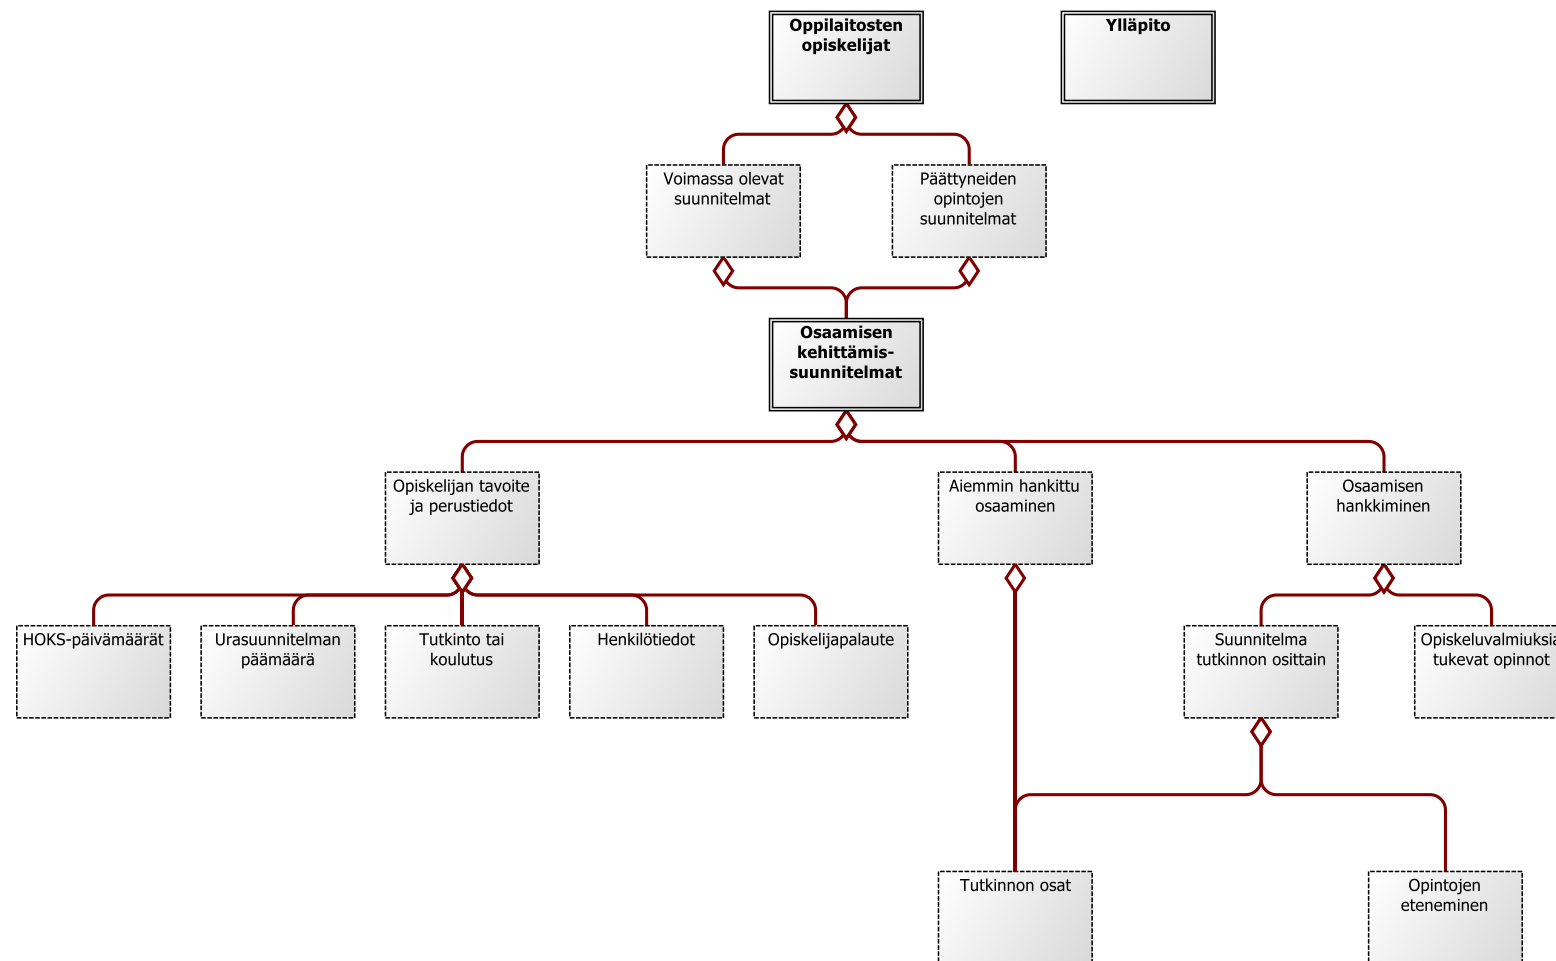 Oppilaitosten
opiskelijat
Ylläpito
Voimassa olevat
suunnitelmat
Päättyneiden
opintojen
suunnitelmat
Osaamisen
kehittämis-
suunnitelmat
Opiskelijan tavoite
ja perustiedot
Aiemmin hankittu
osaaminen
Osaamisen
hankkiminen
HOKS-päivämäärät
Urasuunnitelman
päämäärä
Tutkinto tai
koulutus
Henkilötiedot
Opiskelijapalaute
Suunnitelma
tutkinnon osittain
Opiskeluvalmiuksia
tukevat opinnot
Tutkinnon osat
Opintojen
eteneminen